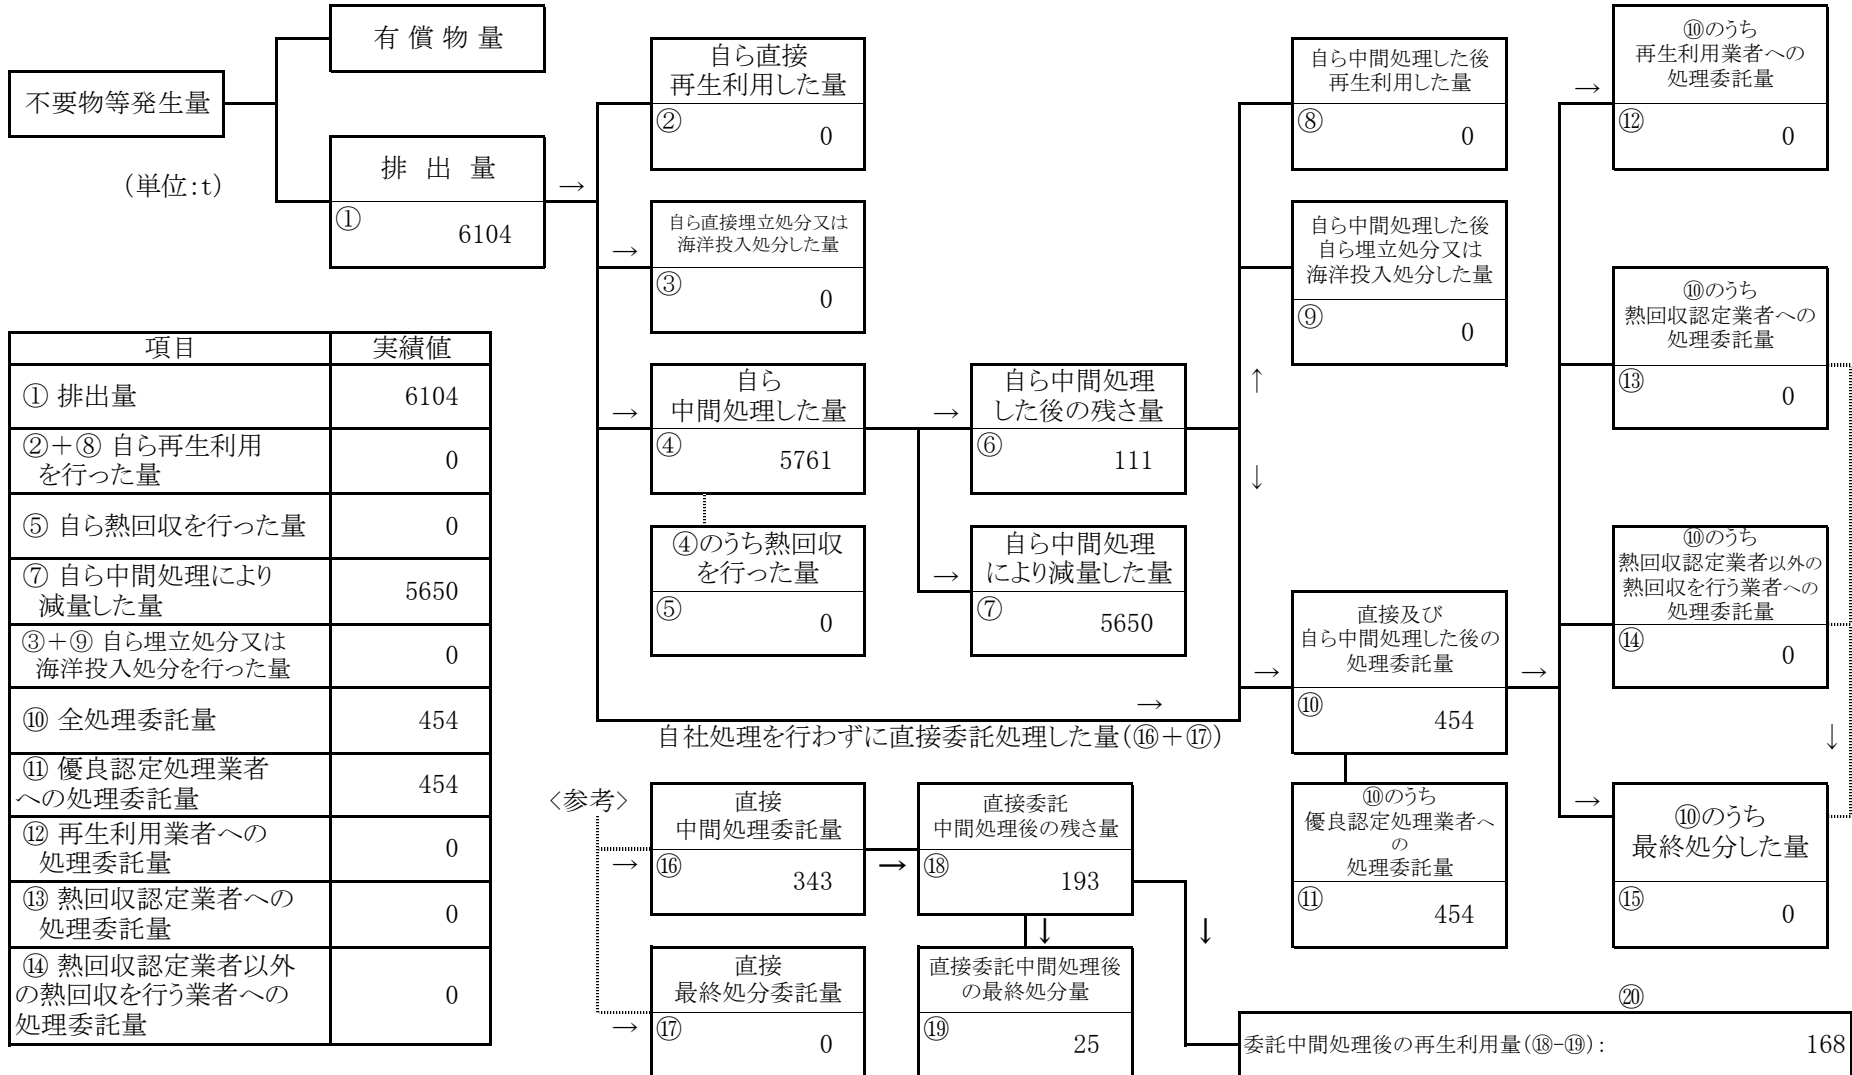 有 償 物 量
不要物等発生量
(単位:t)
排 出 量
①
6104
→
自ら直接
再生利用した量
②
0
→
自ら直接埋立処分又は
海洋投入処分した量
③
0
→
自ら
中間処理した量
④
5761
④のうち熱回収
を行った量
⑤
0
→
自ら中間処理
した後の残さ量
⑥
111
→
自ら中間処理
により減量した量
⑦
5650
自ら中間処理した後
再生利用した量
⑧
0
自ら中間処理した後
自ら埋立処分又は
海洋投入処分した量
⑨
0
↑
↓
→
自社処理を行わずに直接委託処理した量(⑯+⑰)
→
直接及び
自ら中間処理した後の
処理委託量
⑩
454
⑩のうち
優良認定処理業者へ
の
処理委託量
⑪
454
→
→
⑩のうち
再生利用業者への
処理委託量
⑫
0
⑩のうち
熱回収認定業者への
処理委託量
⑬
0
⑩のうち
熱回収認定業者以外の
熱回収を行う業者への
処理委託量
⑭
0
↓
→
⑩のうち
最終処分した量
⑮
0
項目 実績値
① 排出量 6104
②+⑧ 自ら再生利用
を行った量 0
⑤ 自ら熱回収を行った量 0
⑦ 自ら中間処理により
減量した量 5650
③+⑨ 自ら埋立処分又は
海洋投入処分を行った量 0
⑩ 全処理委託量 454
⑪ 優良認定処理業者
への処理委託量 454
⑫ 再生利用業者への
処理委託量 0
⑬ 熱回収認定業者への
処理委託量 0
⑭ 熱回収認定業者以外
の熱回収を行う業者への
処理委託量 0
〈参考〉
→
直接
中間処理委託量
⑯
343
→
直接委託
中間処理後の残さ量
⑱
193
↓
↓
→
直接
最終処分委託量
⑰
0
直接委託中間処理後
の最終処分量
⑲
25
⑳
委託中間処理後の再生利用量(⑱-⑲): 168